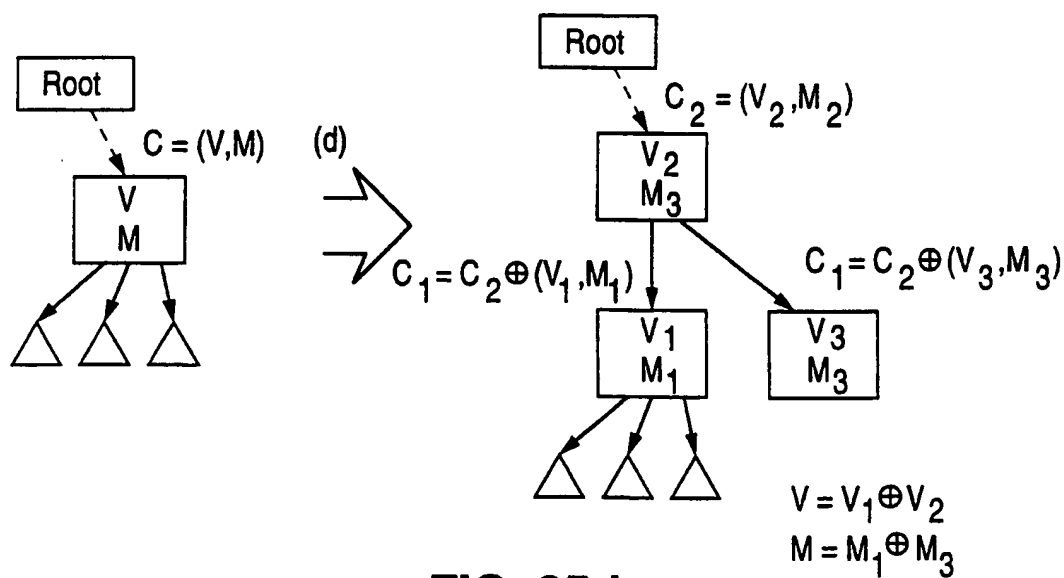 Root
C = (V,M)
V
M
(d)
Root
C₂ = (V₂,M₂)
V₂
M₃
C₁ = C₂ ⊕ (V₁,M₁)
C₁ = C₂ ⊕ (V₃,M₃)
V₁
M₁
V₃
M₃
V = V₁ ⊕ V₂
M = M₁ ⊕ M₃